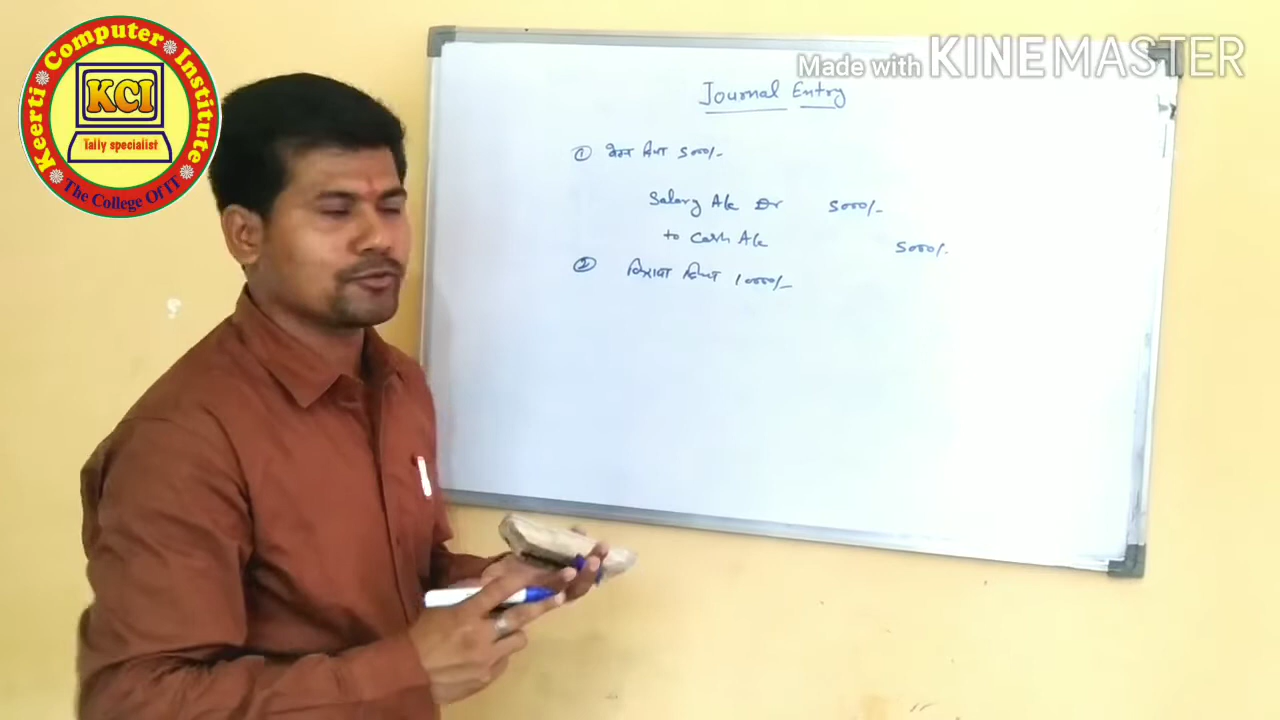 Keerti Computer Institute
KCI
Tally specialist
The College Of IT
Made with KINEMASTER
Journal Entry
① वेतन दिया 5000/-
Salary A/c Dr 5000/-
to Cash A/c 5000/-
② किराया दिया 1000/-